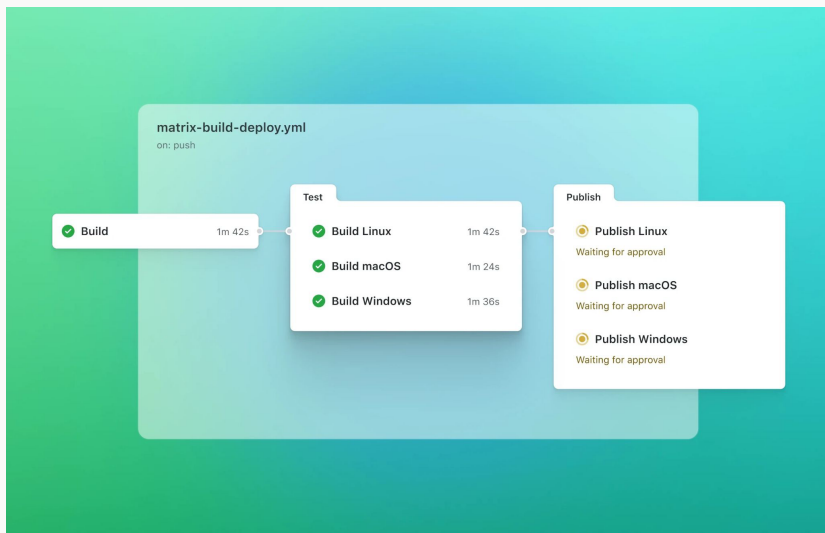 matrix-build-deploy.yml
on: push
Build 1m 42s
Test
Build Linux 1m 42s
Build macOS 1m 24s
Build Windows 1m 36s
Publish
Publish Linux
Waiting for approval
Publish macOS
Waiting for approval
Publish Windows
Waiting for approval